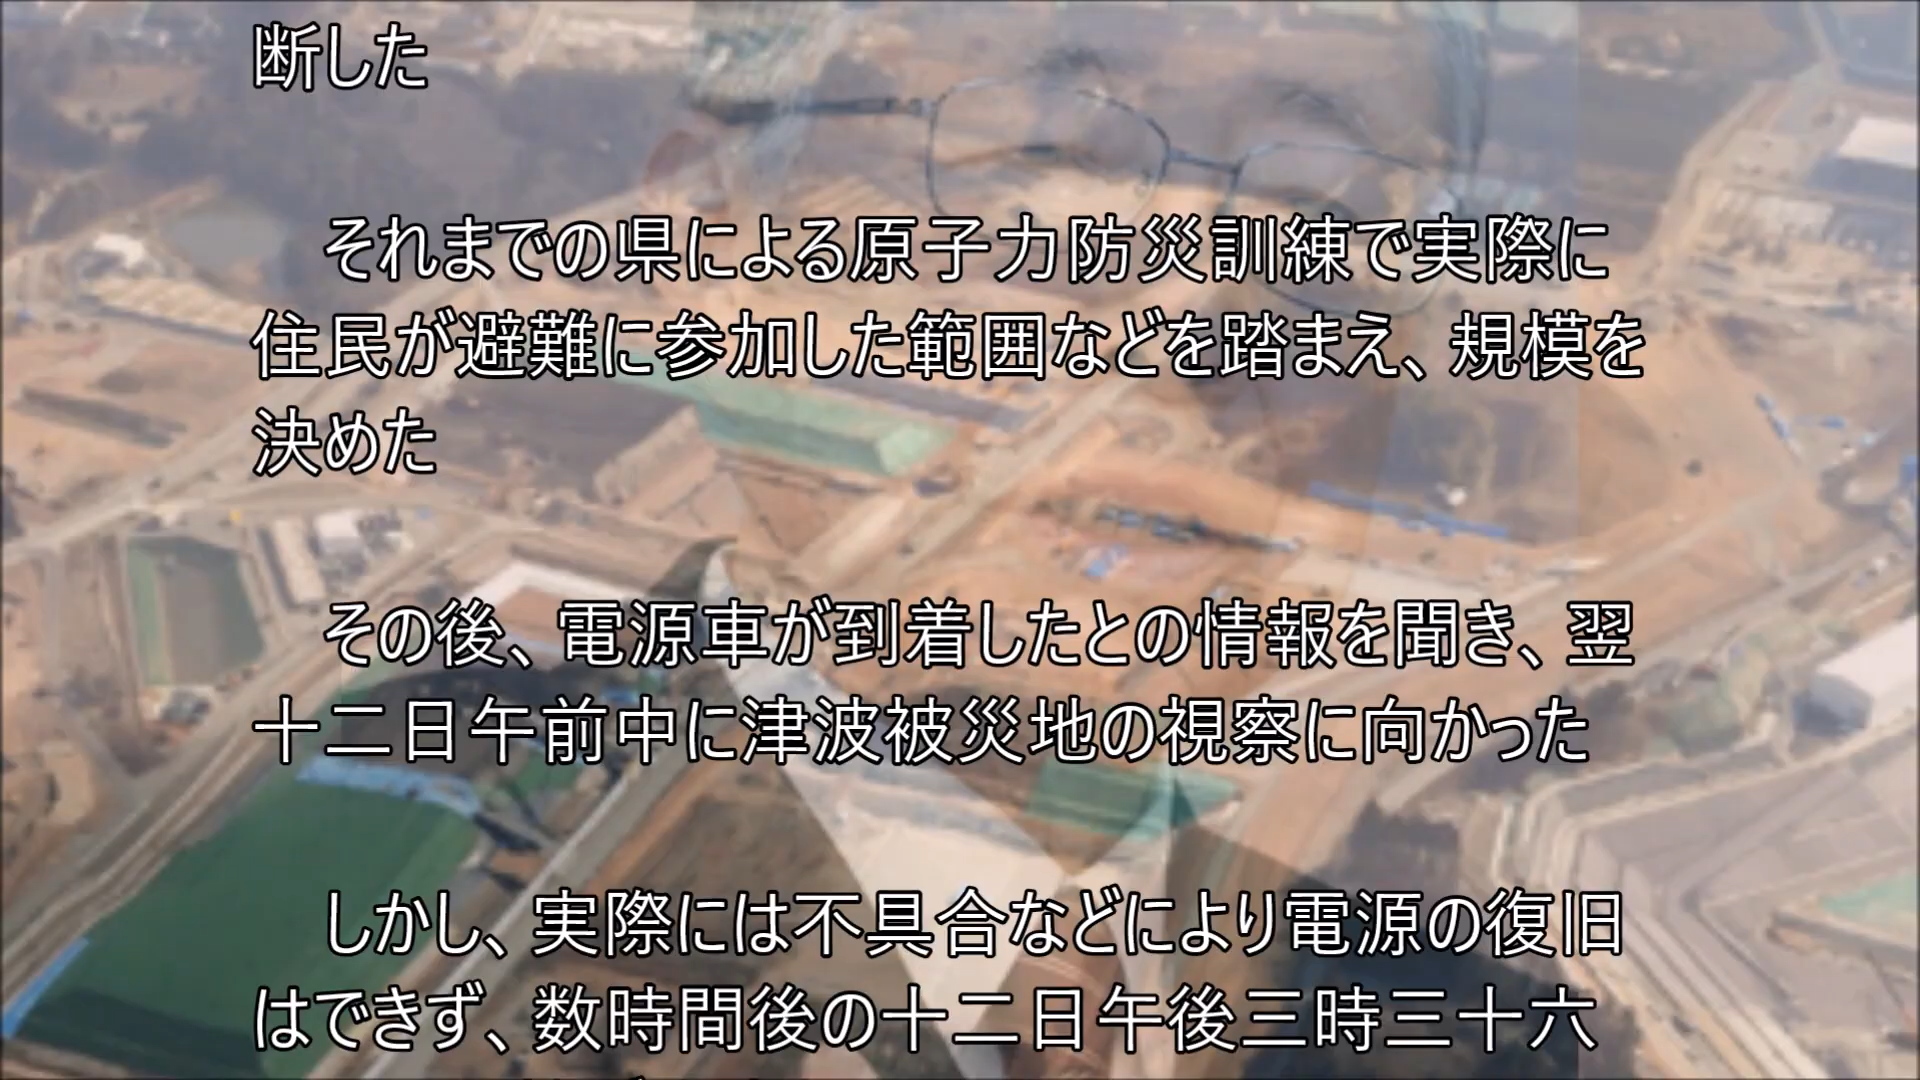 断した
それまでの県による原子力防災訓練で実際に
住民が避難に参加した範囲などを踏まえ、規模を
決めた
その後、電源車が到着したとの情報を聞き、翌
十二日午前中に津波被災地の視察に向かった
しかし、実際には不具合などにより電源の復旧
はできず、数時間後の十二日午後三時三十六